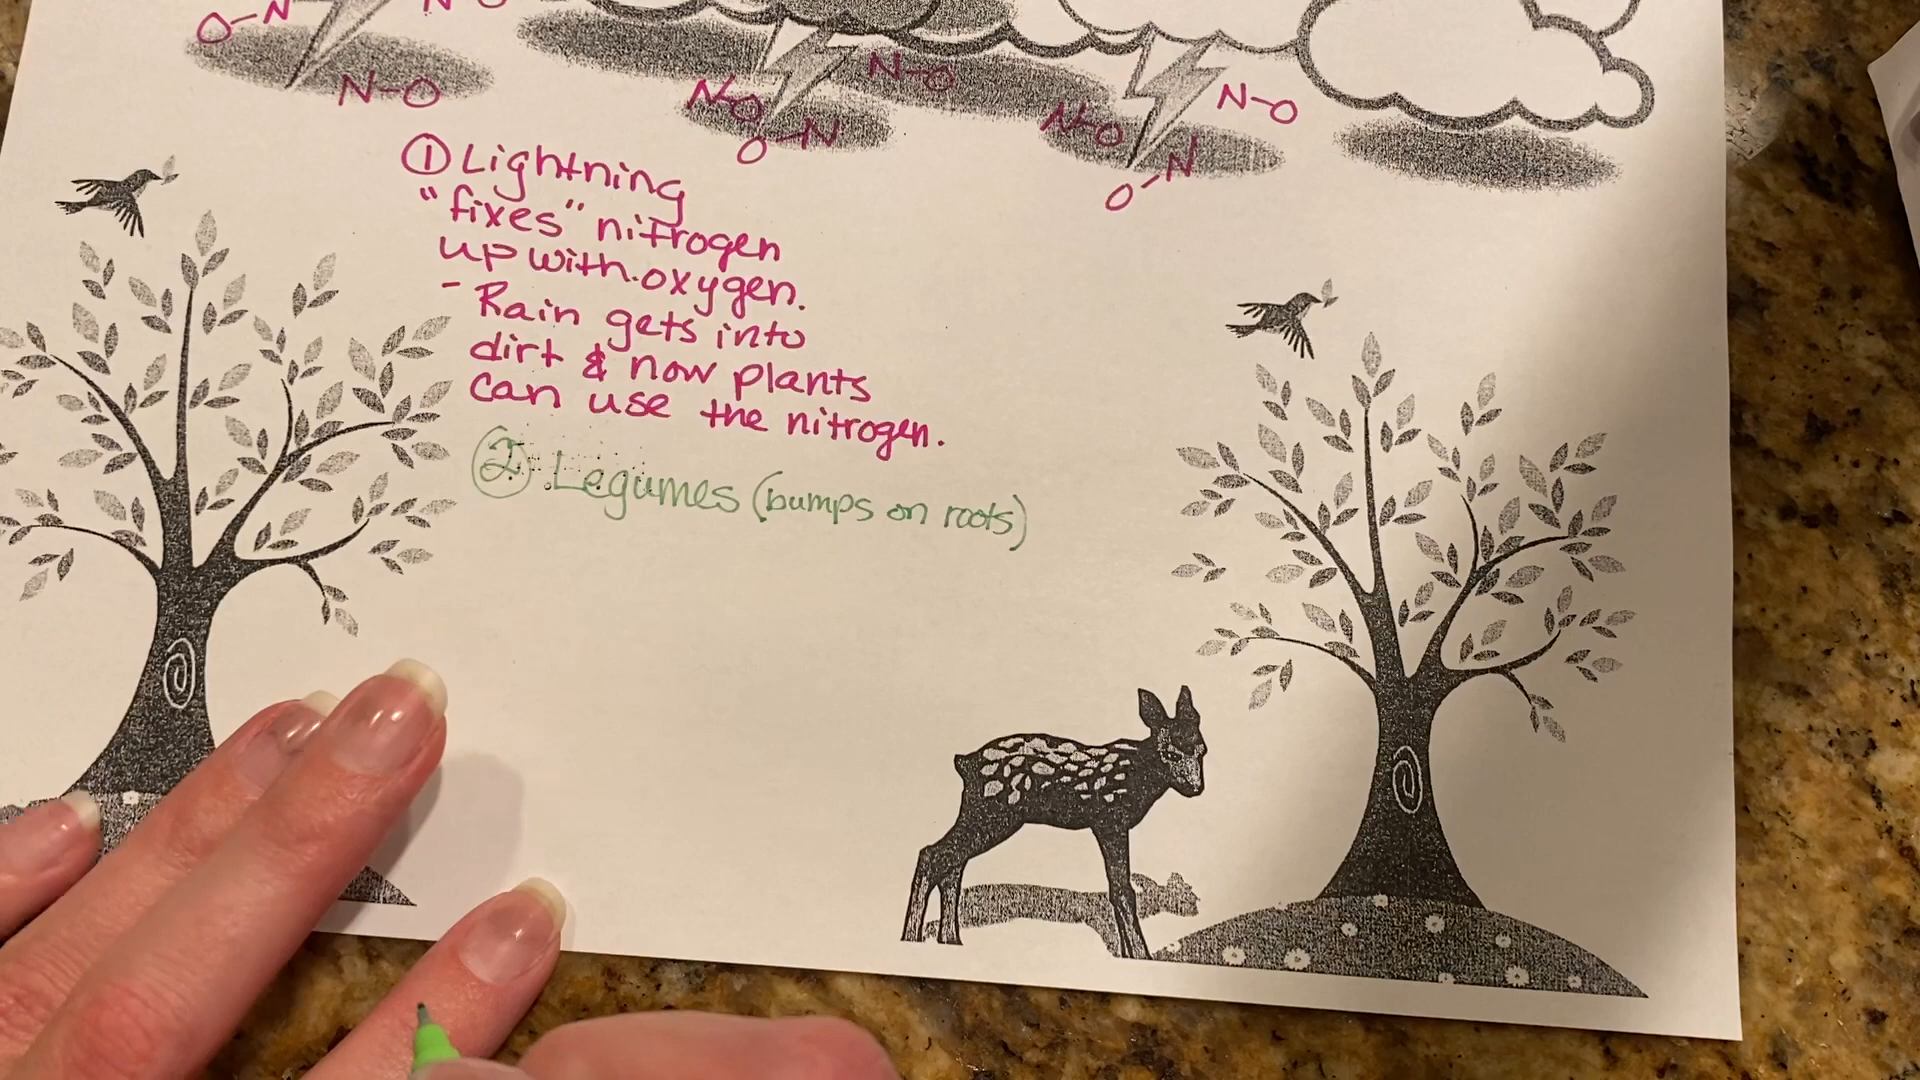 O-N
N-O
N-O
N-O
O-N
N-O
N-O
N-O
O-N
① Lightning
"fixes" nitrogen
up with oxygen.
- Rain gets into
dirt & now plants
can use the nitrogen.
② Legumes (bumps on roots)